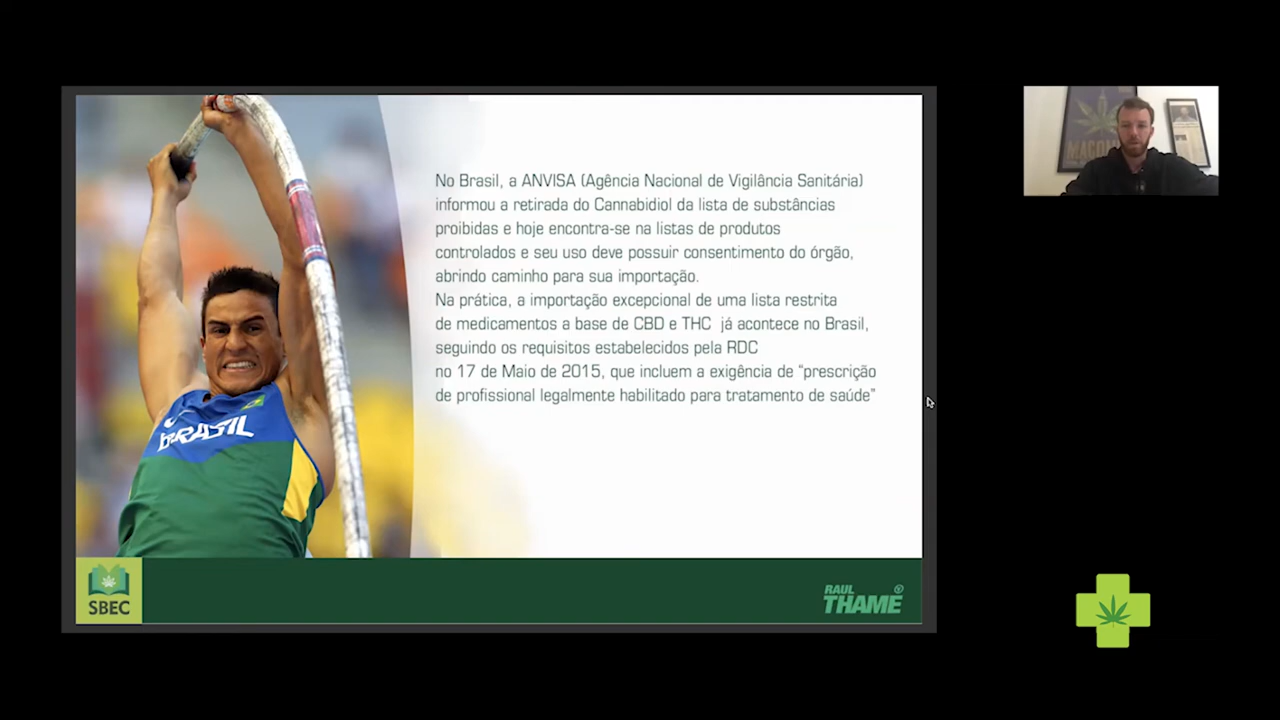 No Brasil, a ANVISA (Agência Nacional de Vigilância Sanitária)
informou a retirada do Cannabidiol da lista de substâncias
proibidas e hoje encontra-se na listas de produtos
controlados e seu uso deve possuir consentimento do órgão,
abrindo caminho para sua importação.
Na prática, a importação excepcional de uma lista restrita
de medicamentos a base de CBD e THC já acontece no Brasil,
seguindo os requisitos estabelecidos pela RDC
no 17 de Maio de 2015, que incluem a exigência de "prescrição
de profissional legalmente habilitado para tratamento de saúde"
BRASIL
SBEC
RAUL
THAME